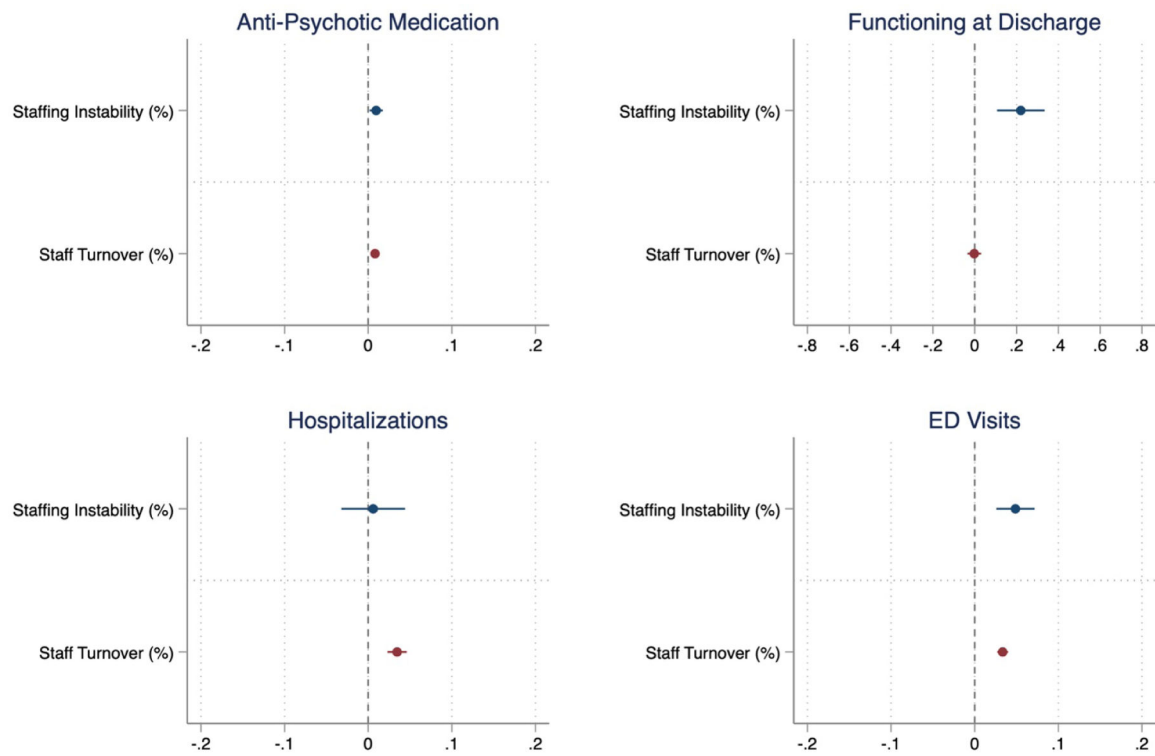 Anti-Psychotic Medication
Staffing Instability (%)
Staff Turnover (%)
-.2 -.1 0 .1 .2
Functioning at Discharge
Staffing Instability (%)
Staff Turnover (%)
-.8 -.6 -.4 -.2 0 .2 .4 .6 .8
Hospitalizations
Staffing Instability (%)
Staff Turnover (%)
-.2 -.1 0 .1 .2
ED Visits
Staffing Instability (%)
Staff Turnover (%)
-.2 -.1 0 .1 .2